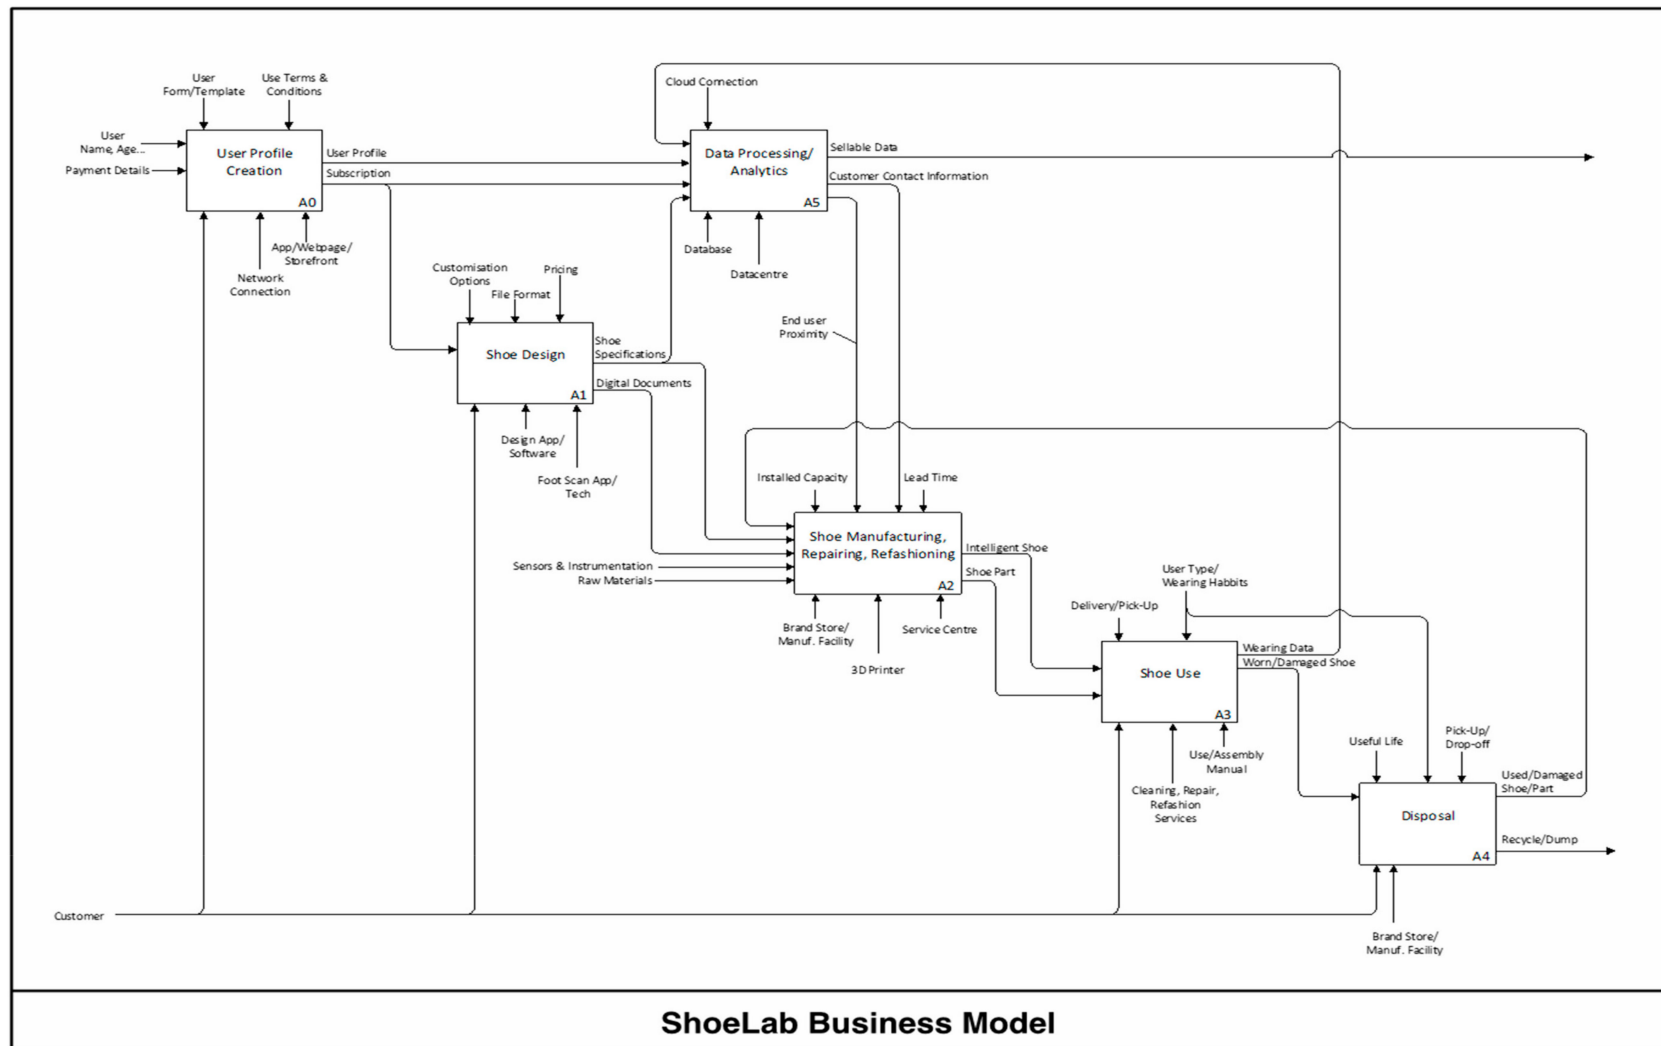 User
Form/Template
Use Terms &
Conditions
Cloud Connection
User
Name, Age...
Payment Details
User Profile
Creation
A0
User Profile
Subscription
Data Processing/
Analytics
A5
Sellable Data
Customer Contact Information
App/Webpage/
Storefront
Network
Connection
Database
Datacentre
Customisation
Options
File Format
Pricing
End user
Proximity
Shoe Design
A1
Shoe
Specifications
Digital Documents
Design App/
Software
Foot Scan App/
Tech
Installed Capacity
Lead Time
Shoe Manufacturing,
Repairing, Refashioning
A2
Intelligent Shoe
Shoe Part
Sensors & Instrumentation
Raw Materials
Brand Store/
Manuf. Facility
Service Centre
3D Printer
User Type/
Wearing Habbits
Delivery/Pick-Up
Shoe Use
A3
Wearing Data
Worn/Damaged Shoe
Use/Assembly
Manual
Cleaning, Repair,
Refashion
Services
Useful Life
Pick-Up/
Drop-off
Used/Damaged
Shoe/Part
Disposal
A4
Recycle/Dump
Customer
Brand Store/
Manuf. Facility
ShoeLab Business Model